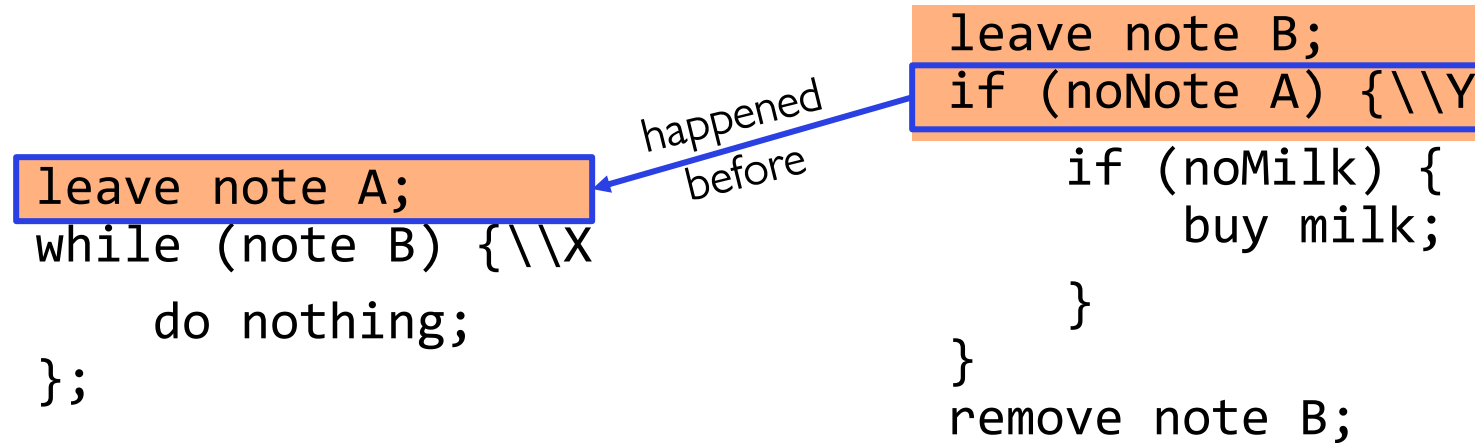 leave note B;
if (noNote A) {\\Y
happened
before
if (noMilk) {
leave note A;
buy milk;
while (note B) {\\X
}
do nothing;
}
};
remove note B;